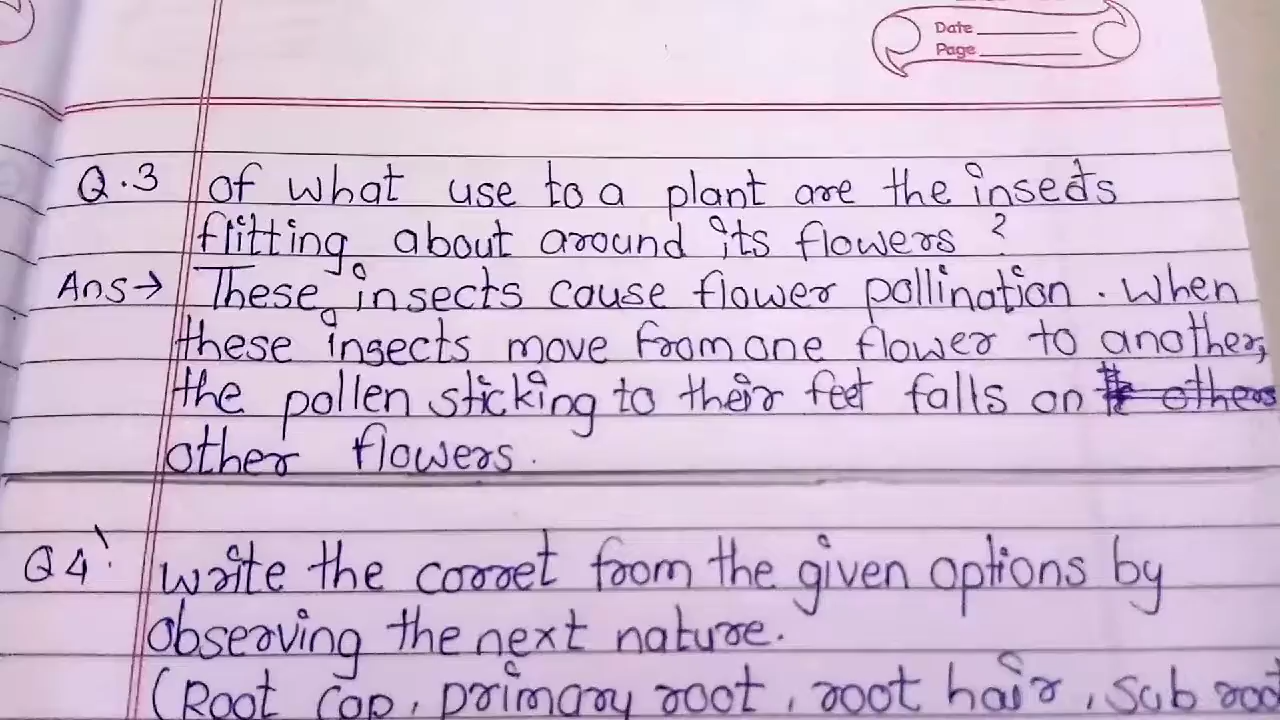 Date
Page
Q.3 of what use to a plant are the insects
flitting about around its flowers ?
Ans → These insects cause flower pollination. When
these insects move from one flower to another,
the pollen sticking to their feet falls on others
other flowers.
Q4. write the corret from the given options by
observing the next nature.
(Root Cap, primary root, root hair, sub root